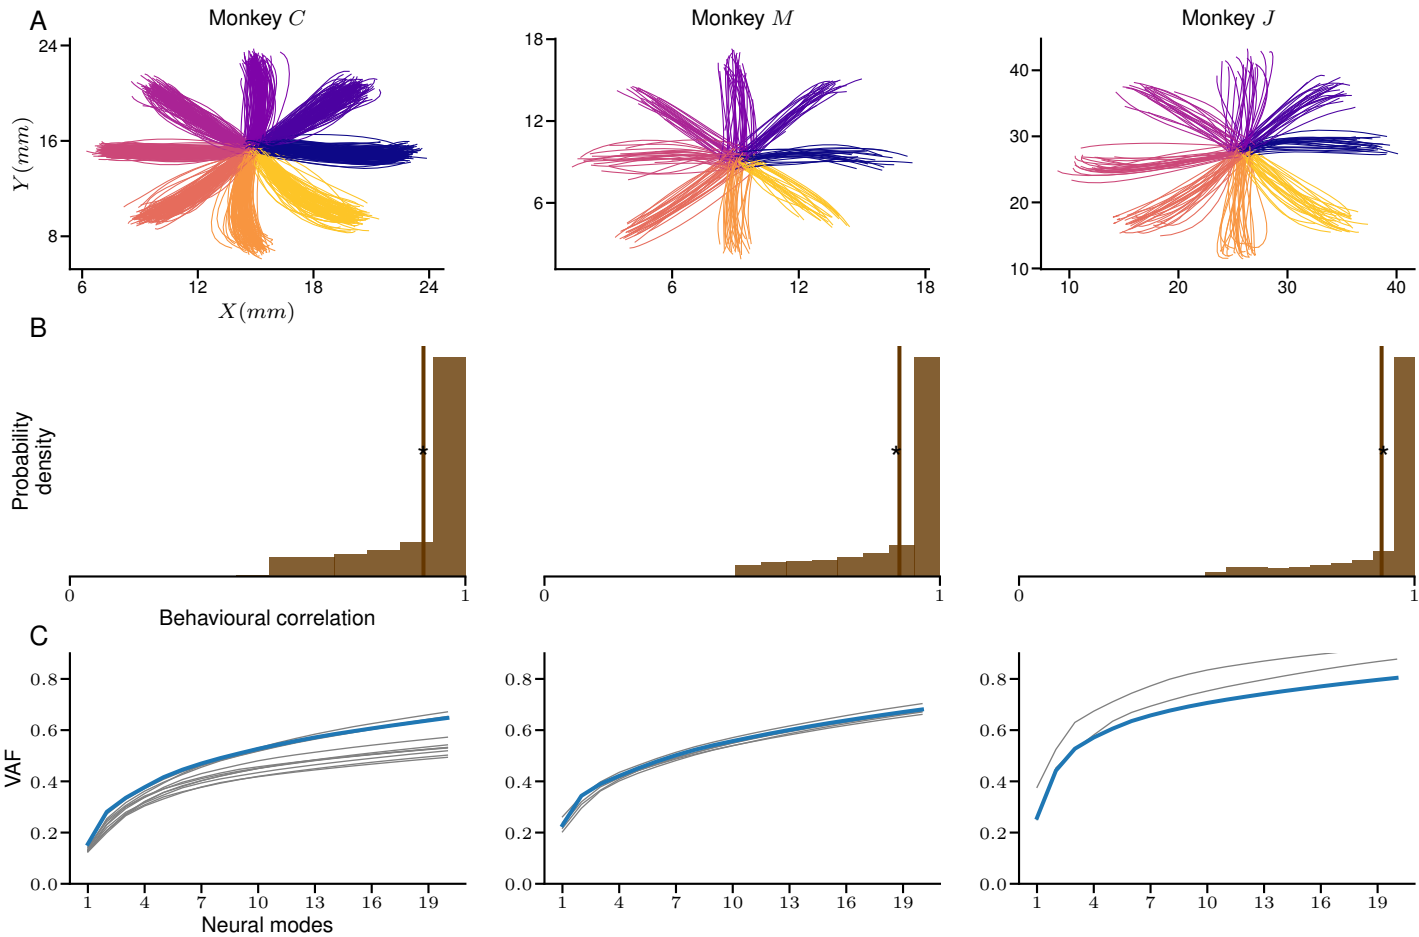 A
Monkey C
Monkey M
Monkey J
24
16
8
Y(mm)
6
12
18
24
X(mm)
18
12
6
6
12
18
40
30
20
10
10
20
30
40
B
Probability
density
*
*
*
0
1
0
1
0
1
Behavioural correlation
C
0.8
0.6
0.4
0.2
0.0
VAF
1 4 7 10 13 16 19
Neural modes
0.8
0.6
0.4
0.2
0.0
1 4 7 10 13 16 19
0.8
0.6
0.4
0.2
0.0
1 4 7 10 13 16 19